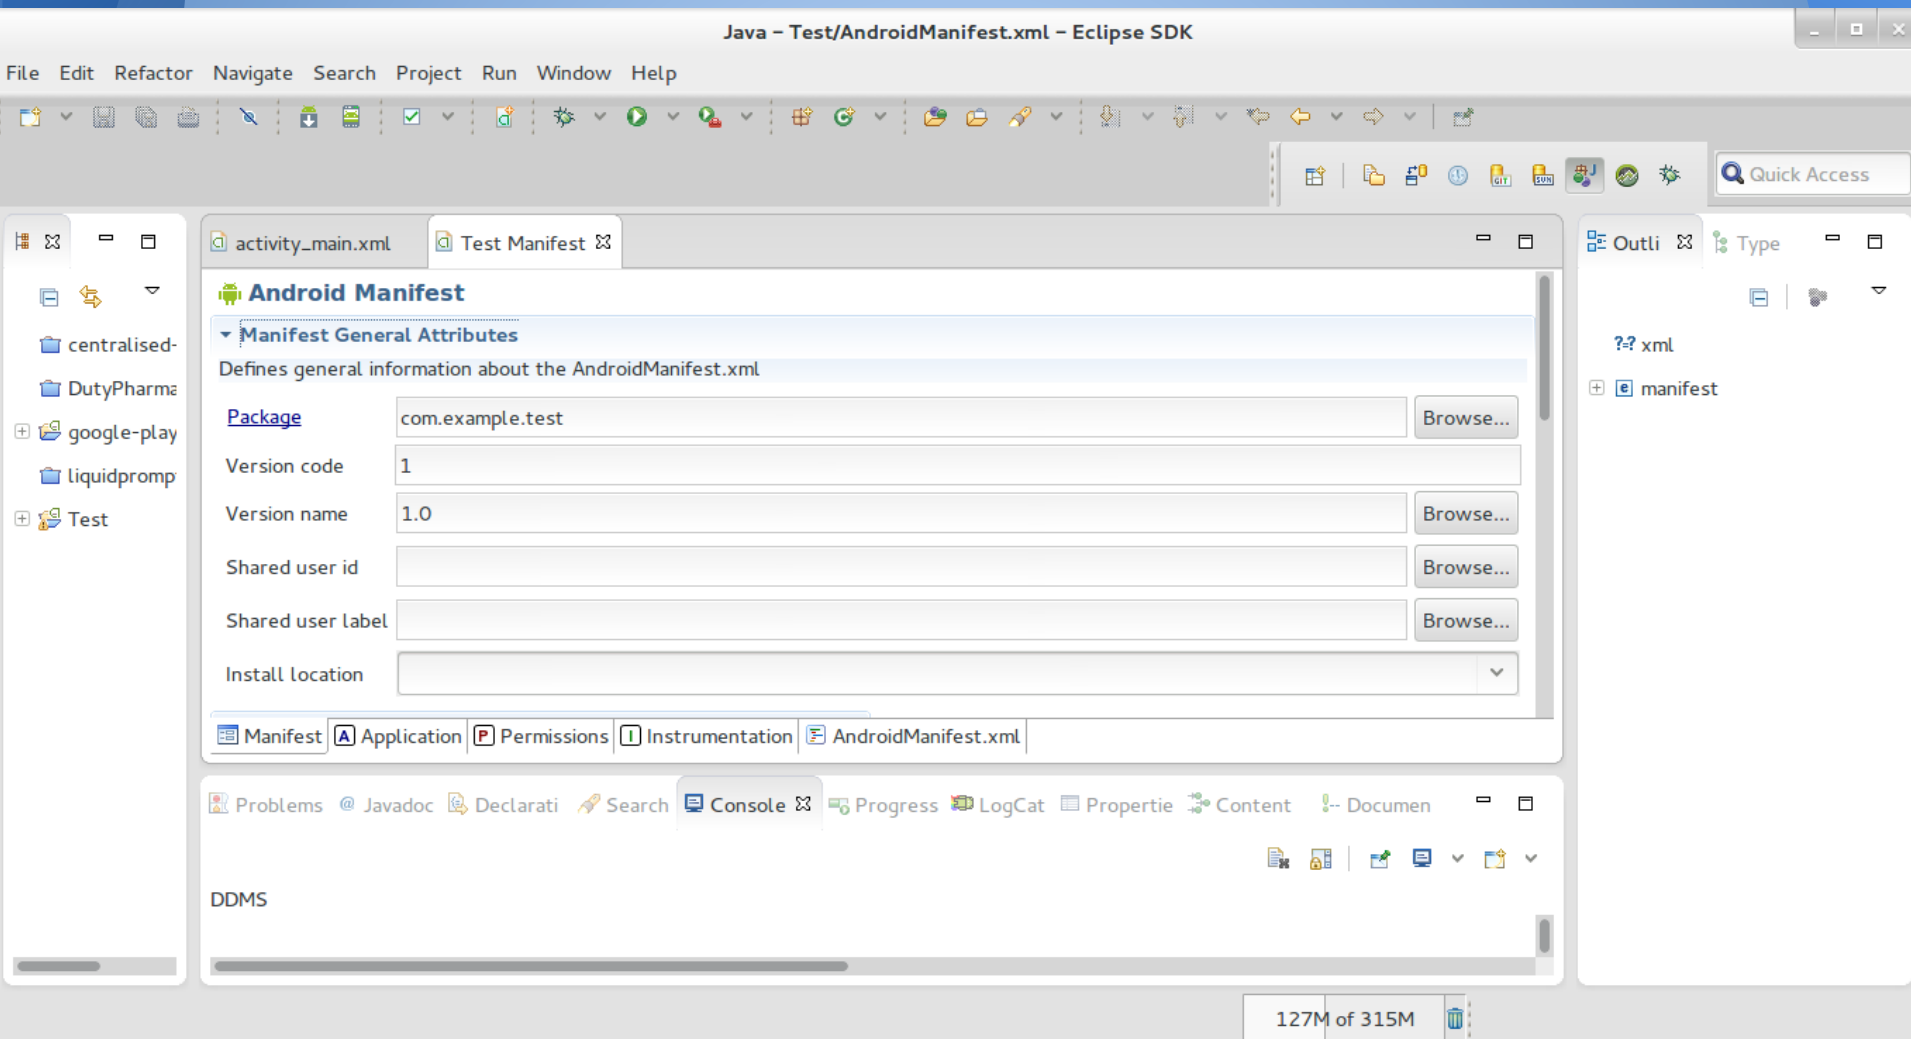 Java – Test/AndroidManifest.xml – Eclipse SDK
File Edit Refactor Navigate Search Project Run Window Help
Quick Access
activity_main.xml
Test Manifest
Outli
Type
Android Manifest
Manifest General Attributes
Defines general information about the AndroidManifest.xml
centralised-
DutyPharma
google-play
liquidpromp
Test
Package com.example.test Browse...
Version code 1
Version name 1.0 Browse...
Shared user id Browse...
Shared user label Browse...
Install location
Manifest A Application P Permissions I Instrumentation AndroidManifest.xml
?=? xml
e manifest
Problems @ Javadoc Declarati Search Console Progress LogCat Propertie Content Documen
DDMS
127M of 315M